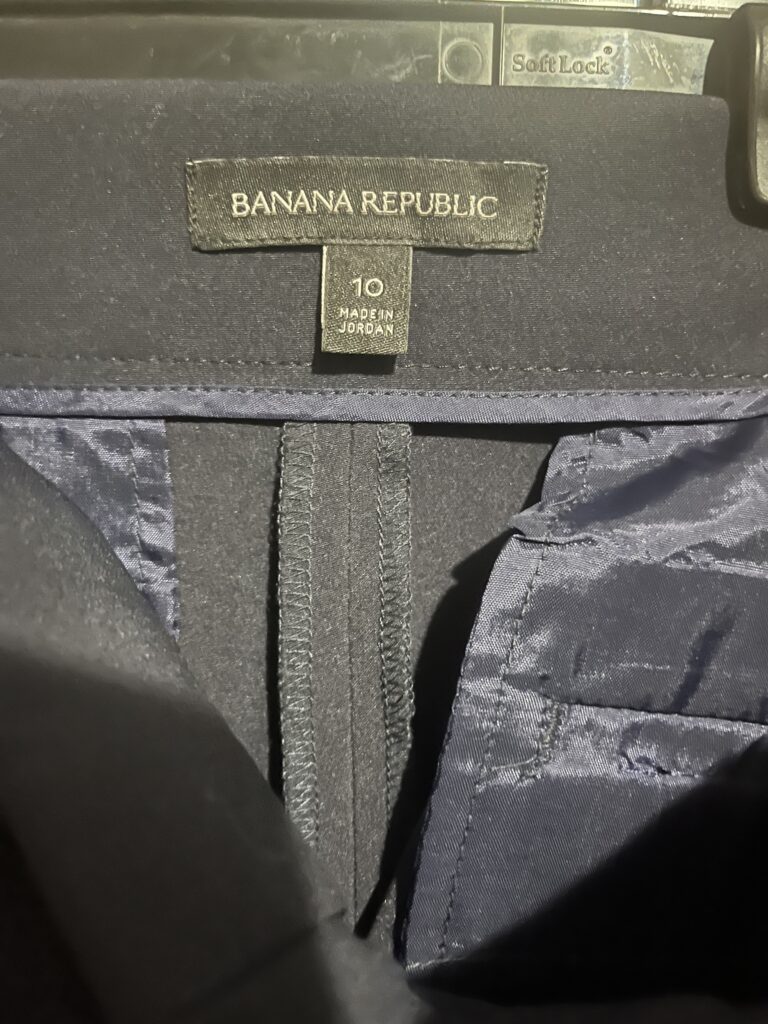 SoftLock®
BANANA REPUBLIC
10
MADE IN
JORDAN